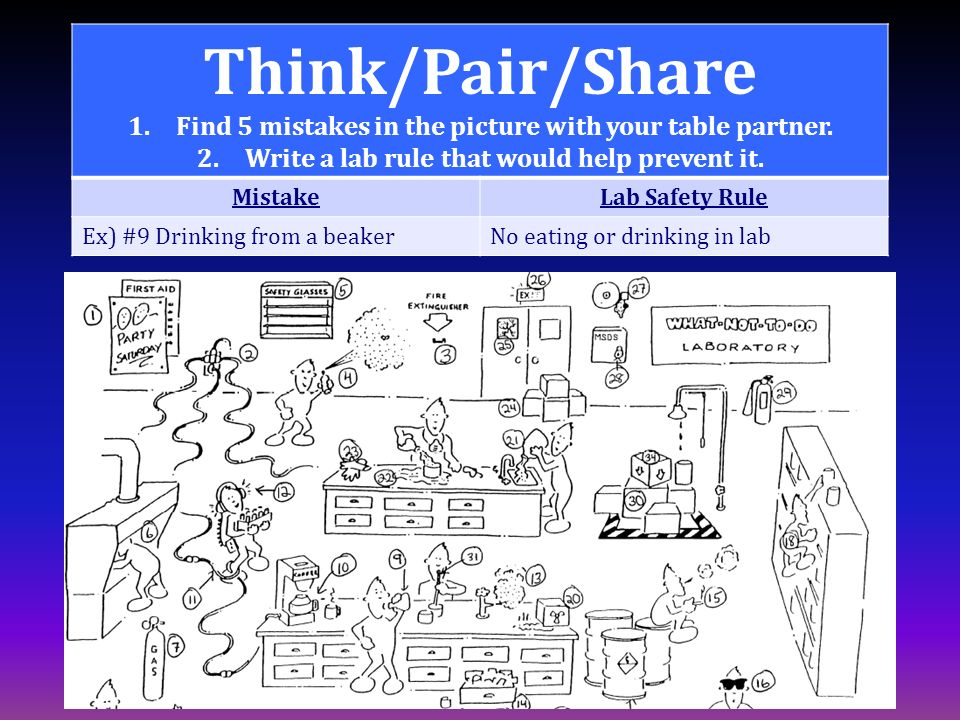 Think/Pair/Share
1. Find 5 mistakes in the picture with your table partner.
2. Write a lab rule that would help prevent it.
Mistake Lab Safety Rule
Ex) #9 Drinking from a beaker No eating or drinking in lab
FIRST AID
PARTY
SATURDAY
1
2
SAFETY GLASSES
5
4
FIRE
EXTINGUISHER
3
26
EX
25
27
MSDS
28
WHAT-NOT-TO-DO
LABORATORY
29
24
23
21
22
34
30
12
6
11
10
KOFFEE
9
31
13
20
15
18
7
GAS
16